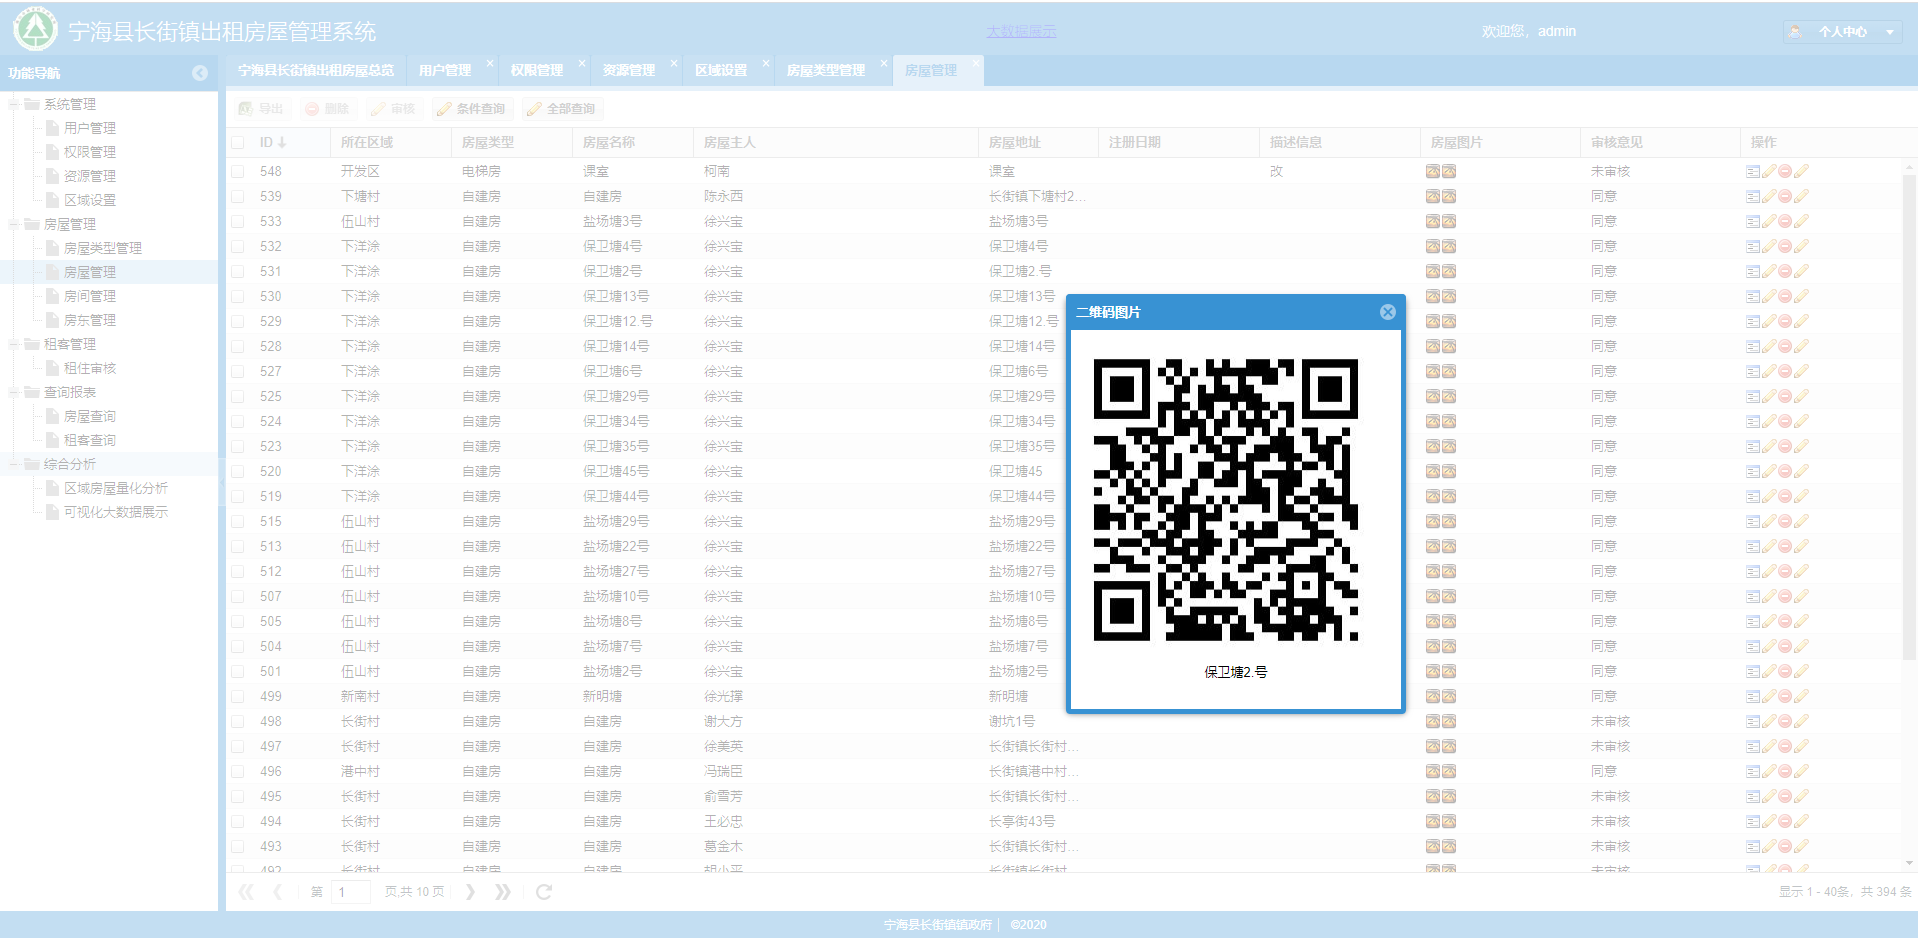 宁海县长街镇出租房屋管理系统
大数据展示
欢迎您，admin
个人中心
功能导航
宁海县长街镇出租房屋总览 用户管理 权限管理 资源管理 区域设置 房屋类型管理 房屋管理
系统管理
用户管理
权限管理
资源管理
区域设置
房屋管理
房屋类型管理
房屋管理
房间管理
房东管理
租客管理
租住审核
查询报表
房屋查询
租客查询
综合分析
区域房屋量化分析
可视化大数据展示
导出 删除 审核 条件查询 全部查询
ID 所在区域 房屋类型 房屋名称 房屋主人 房屋地址 注册日期 描述信息 房屋图片 审核意见 操作
548 开发区 电梯房 课室 柯南 课室 改 未审核
539 下塘村 自建房 自建房 陈永西 长街镇下塘村2... 同意
533 伍山村 自建房 盐场塘3号 徐兴宝 盐场塘3号 同意
532 下洋涂 自建房 保卫塘4号 徐兴宝 保卫塘4号 同意
531 下洋涂 自建房 保卫塘2号 徐兴宝 保卫塘2.号 同意
530 下洋涂 自建房 保卫塘13号 徐兴宝 保卫塘13号 同意
529 下洋涂 自建房 保卫塘12.号 徐兴宝 保卫塘12.号 同意
528 下洋涂 自建房 保卫塘14号 徐兴宝 保卫塘14号 同意
527 下洋涂 自建房 保卫塘6号 徐兴宝 保卫塘6号 同意
525 下洋涂 自建房 保卫塘29号 徐兴宝 保卫塘29号 同意
524 下洋涂 自建房 保卫塘34号 徐兴宝 保卫塘34号 同意
523 下洋涂 自建房 保卫塘35号 徐兴宝 保卫塘35号 同意
520 下洋涂 自建房 保卫塘45号 徐兴宝 保卫塘45 同意
519 下洋涂 自建房 保卫塘44号 徐兴宝 保卫塘44号 同意
515 伍山村 自建房 盐场塘29号 徐兴宝 盐场塘29号 同意
513 伍山村 自建房 盐场塘22号 徐兴宝 盐场塘22号 同意
512 伍山村 自建房 盐场塘27号 徐兴宝 盐场塘27号 同意
507 伍山村 自建房 盐场塘10号 徐兴宝 盐场塘10号 同意
505 伍山村 自建房 盐场塘8号 徐兴宝 盐场塘8号 同意
504 伍山村 自建房 盐场塘7号 徐兴宝 盐场塘7号 同意
501 伍山村 自建房 盐场塘2号 徐兴宝 盐场塘2号 同意
499 新南村 自建房 新明塘 徐光撑 新明塘 同意
498 长街村 自建房 自建房 谢大方 谢坑1号 未审核
497 长街村 自建房 自建房 徐美英 长街镇长街村... 未审核
496 港中村 自建房 自建房 冯瑞臣 长街镇港中村... 同意
495 长街村 自建房 自建房 俞雪芳 长街镇长街村... 未审核
494 长街村 自建房 自建房 王必忠 长亭街43号 未审核
493 长街村 自建房 自建房 葛金木 长街镇长街村... 未审核
492 长街村 自建房 自建房 胡小平 长街镇长街村... 未审核
二维码图片
保卫塘2.号
第 1 页,共 10 页
显示 1 - 40条，共 394 条
宁海县长街镇镇政府 | ©2020